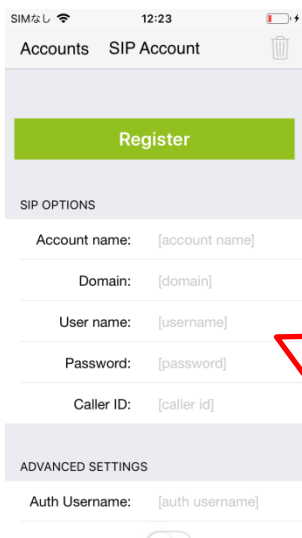 SIMなし 12:23
Accounts SIP Account
Register
SIP OPTIONS
Account name: [account name]
Domain: [domain]
User name: [username]
Password: [password]
Caller ID: [caller id]
ADVANCED SETTINGS
Auth Username: [auth username]